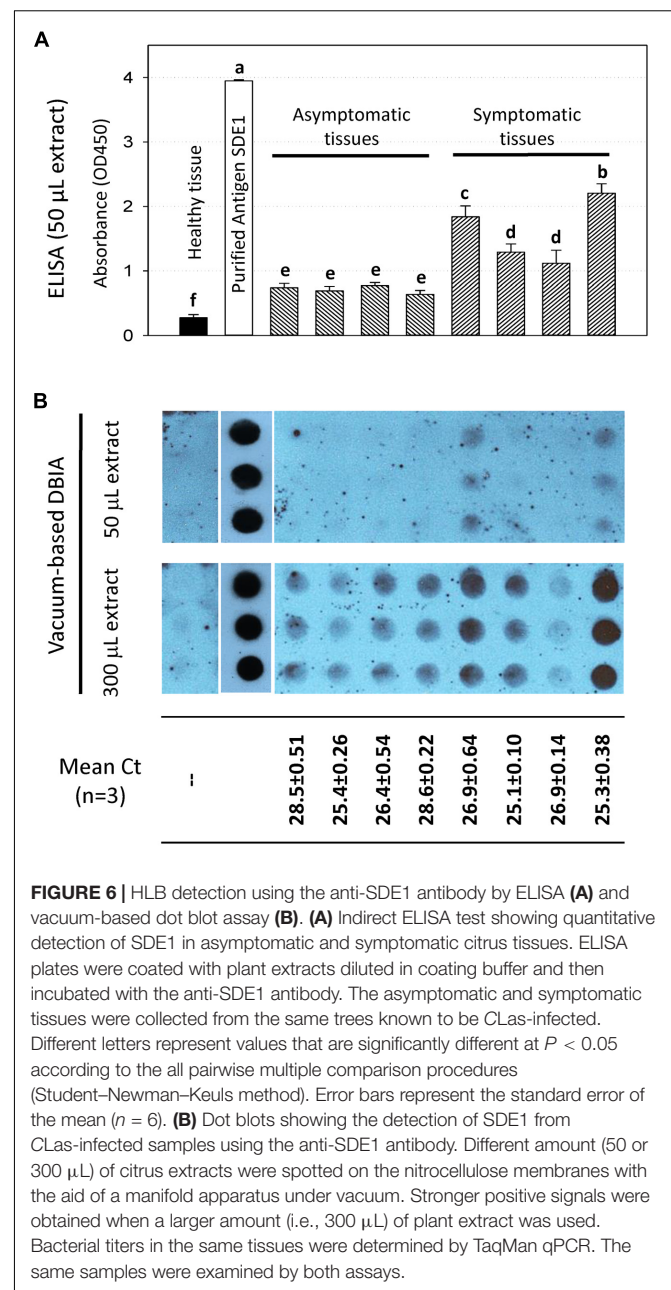 A
ELISA (50 µL extract)
Absorbance (OD450)
4
3
2
1
0
Healthy tissue
Purified Antigen SDE1
Asymptomatic
tissues
Symptomatic
tissues
f
a
e
e
e
e
c
d
d
b
B
Vacuum-based DBIA
50 µL extract
300 µL extract
Mean Ct
(n=3)
--
28.5±0.51
25.4±0.26
26.4±0.54
28.6±0.22
26.9±0.64
25.1±0.10
26.9±0.14
25.3±0.38
FIGURE 6 | HLB detection using the anti-SDE1 antibody by ELISA (A) and
vacuum-based dot blot assay (B). (A) Indirect ELISA test showing quantitative
detection of SDE1 in asymptomatic and symptomatic citrus tissues. ELISA
plates were coated with plant extracts diluted in coating buffer and then
incubated with the anti-SDE1 antibody. The asymptomatic and symptomatic
tissues were collected from the same trees known to be CLas-infected.
Different letters represent values that are significantly different at P < 0.05
according to the all pairwise multiple comparison procedures
(Student–Newman–Keuls method). Error bars represent the standard error of
the mean (n = 6). (B) Dot blots showing the detection of SDE1 from
CLas-infected samples using the anti-SDE1 antibody. Different amount (50 or
300 µL) of citrus extracts were spotted on the nitrocellulose membranes with
the aid of a manifold apparatus under vacuum. Stronger positive signals were
obtained when a larger amount (i.e., 300 µL) of plant extract was used.
Bacterial titers in the same tissues were determined by TaqMan qPCR. The
same samples were examined by both assays.